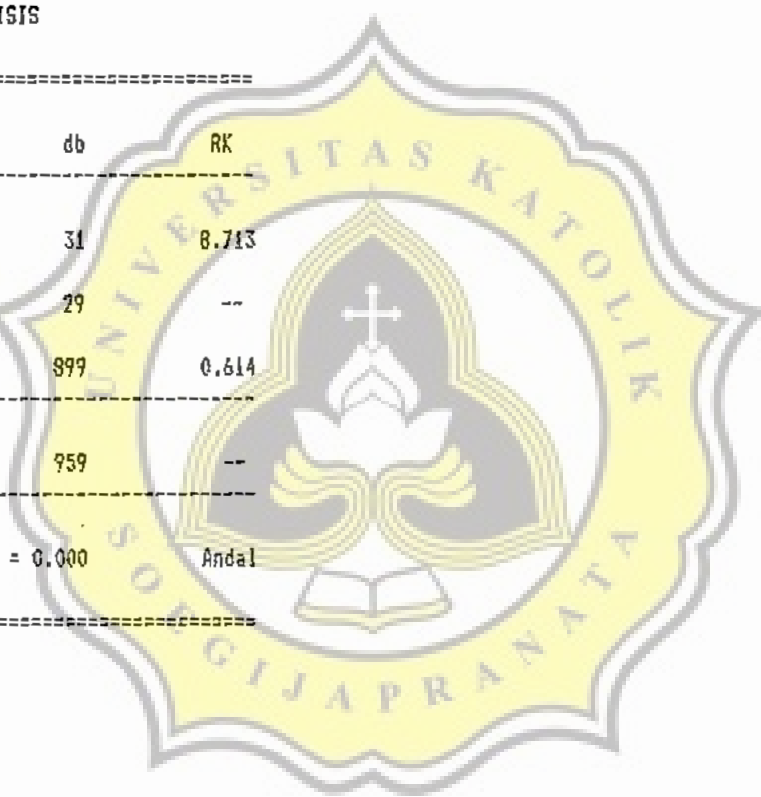 ISIS
==================
db RK
------------------
31 8.713
29 --
899 0.614
------------------
959 --
------------------
= 0.000 Andal
==================
UNIVERSITAS KATOLIK
SOEGIJAPRANATA